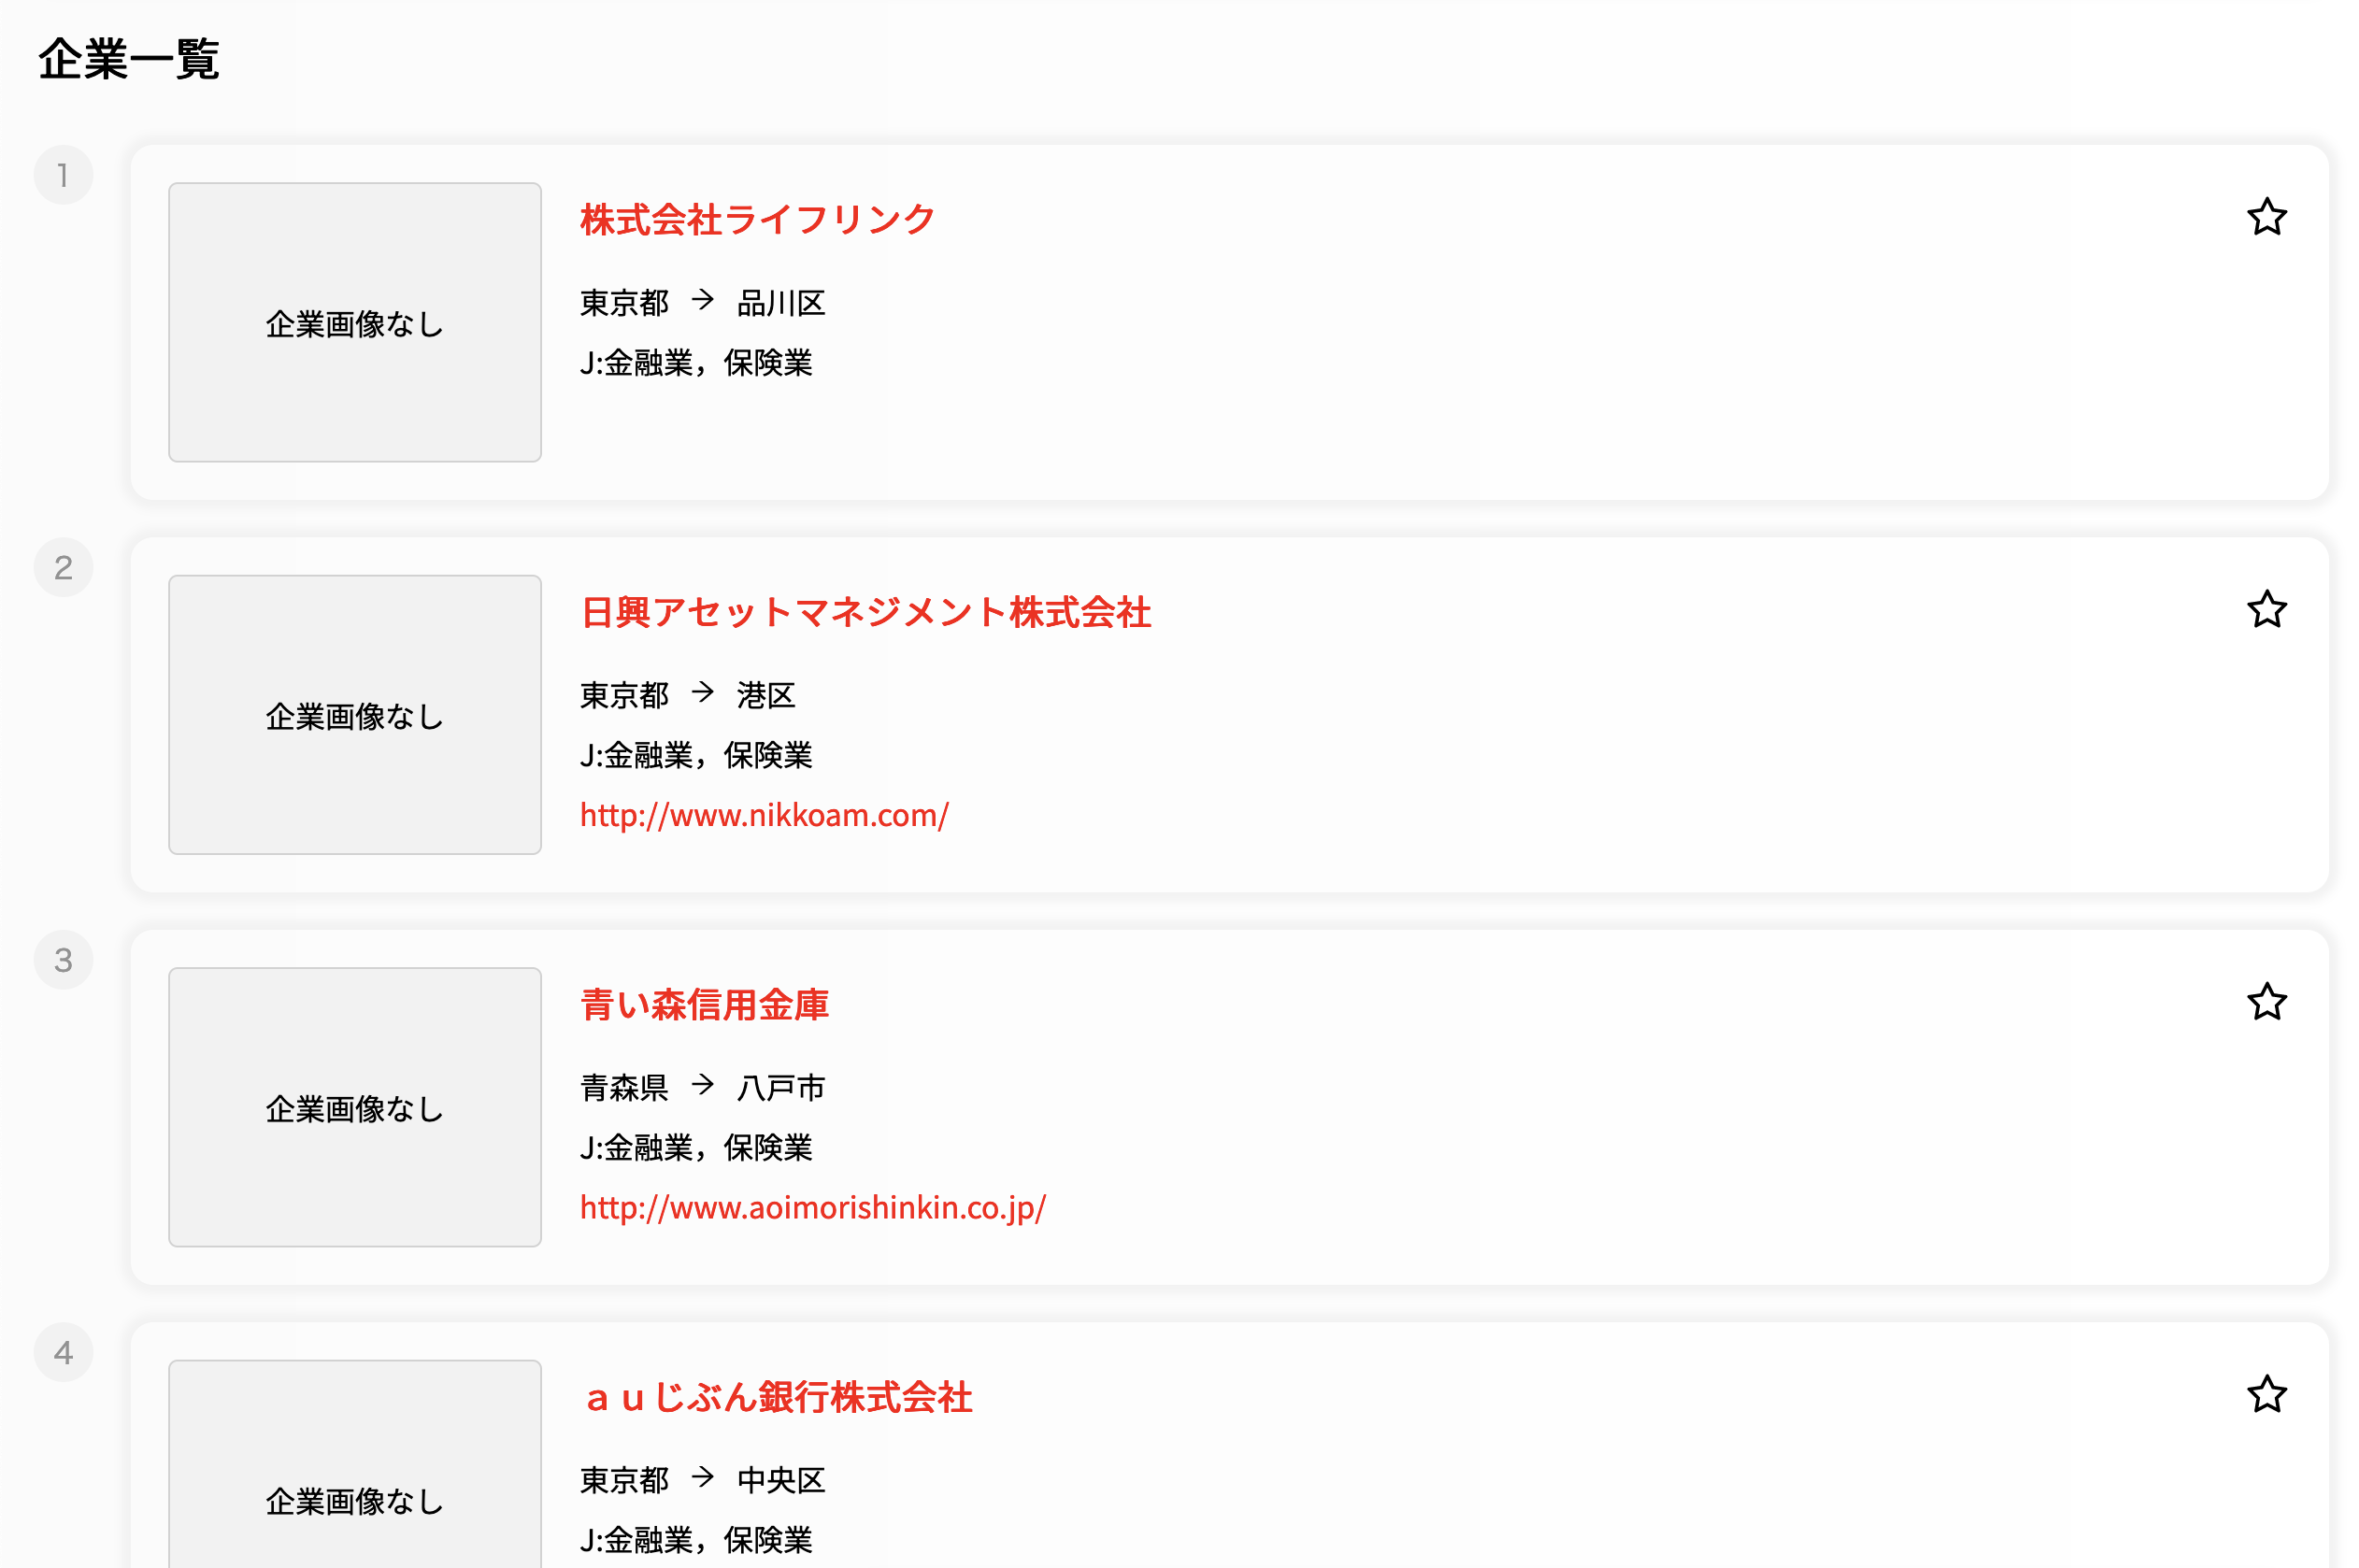 企業一覧
1
企業画像なし
株式会社ライフリンク
東京都 → 品川区
J:金融業，保険業
2
企業画像なし
日興アセットマネジメント株式会社
東京都 → 港区
J:金融業，保険業
http://www.nikkoam.com/
3
企業画像なし
青い森信用金庫
青森県 → 八戸市
J:金融業，保険業
http://www.aoimorishinkin.co.jp/
4
企業画像なし
ａｕじぶん銀行株式会社
東京都 → 中央区
J:金融業，保険業